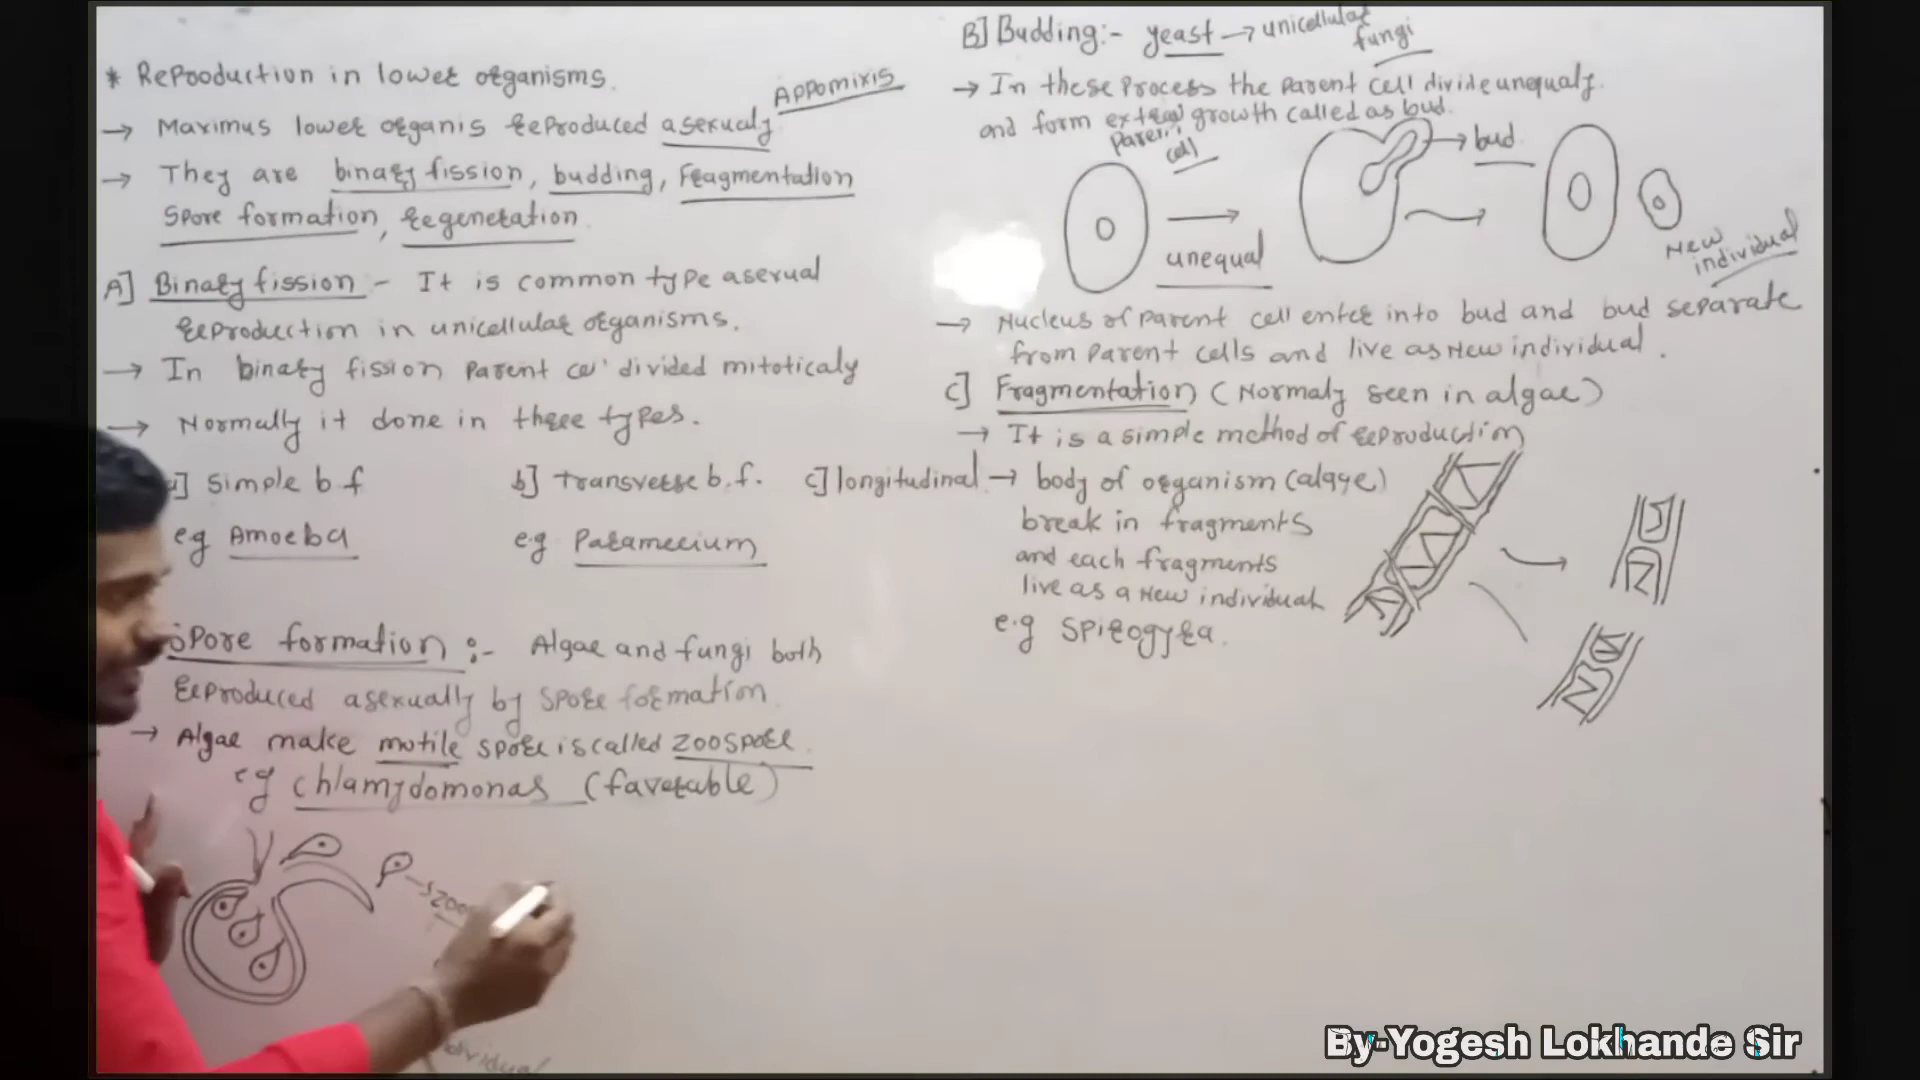 * Repooduction in lower organisms.
→ Maximus lower organis reproduced asexualy
Appomixis
→ They are binary fission, budding, Fragmentation
Spore formation, regeneration
A] Binary fission - It is common type asexual
reproduction in unicellular organisms.
→ In binary fission parent ce divided mitoticaly
→ Normally it done in three types.
a] simple b f
b] transverse b.f.
c] longitudinal
eg Amoeba
e.g Paramecium
Spore formation :- Algae and fungi both
reproduced asexually by spore formation
→ Algae make motile spore is called zoospore.
eg chlamydomonas (faverable)
B] Budding:- yeast → unicellular
fungi
→ In these process the parent cell divide unequaly.
and form extra growth called as bud.
Parent
cell
unequal
→ bud
New
individual
→ Nucleus of parent cell enter into bud and bud separate
from parent cells and live as New individual.
C] Fragmentation (Normaly seen in algae)
→ It is a simple method of reproduction
→ body of organism (algae)
break in fragments
and each fragments
live as a New individual
e.g Spirogyra.
By-Yogesh Lokhande Sir